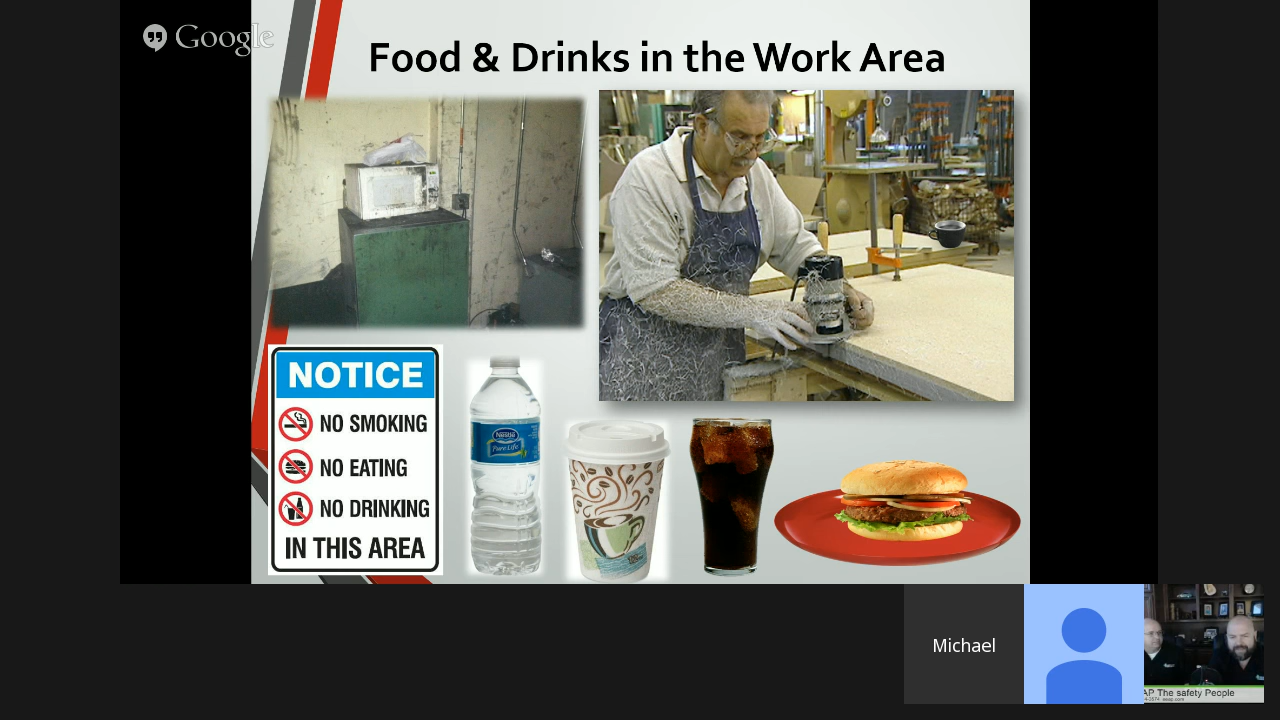 Google
Food & Drinks in the Work Area
NOTICE
NO SMOKING
NO EATING
NO DRINKING
IN THIS AREA
Nestle
Pure Life
Michael
AP The safety People